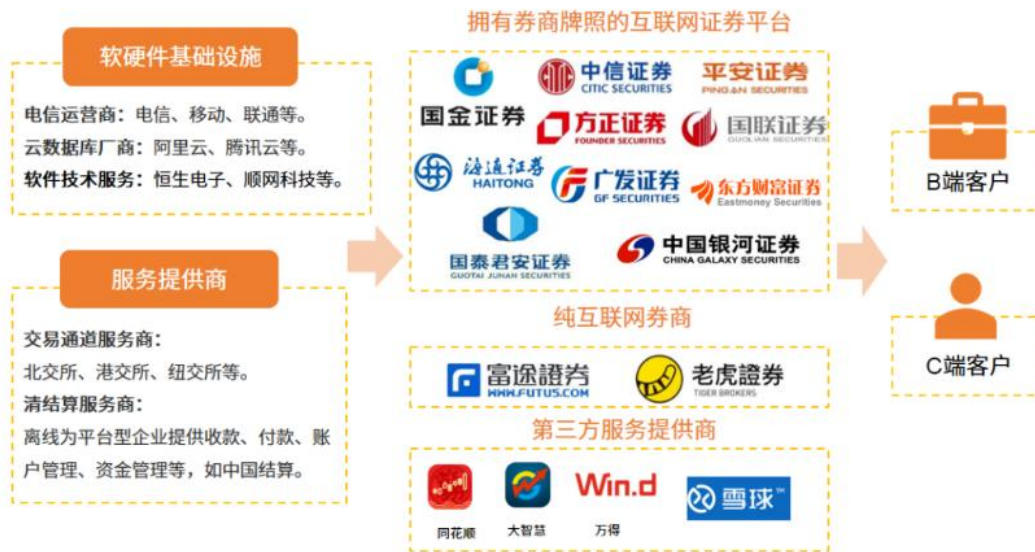 软硬件基础设施
电信运营商：电信、移动、联通等。
云数据库厂商：阿里云、腾讯云等。
软件技术服务：恒生电子、顺网科技等。
服务提供商
交易通道服务商：
北交所、港交所、纽交所等。
清结算服务商：
离线为平台型企业提供收款、付款、账
户管理、资金管理等，如中国结算。
拥有券商牌照的互联网证券平台
国金证券
中信证券
CITIC SECURITIES
平安证券
PING AN SECURITIES
方正证券
FOUNDER SECURITIES
国联证券
GUOLIAN SECURITIES
海通证券
HAITONG
广发证券
GF SECURITIES
东方财富证券
Eastmoney Securities
国泰君安证券
GUOTAI JUNAN SECURITIES
中国银河证券
CHINA GALAXY SECURITIES
纯互联网券商
富途證券
WWW.FUTU5.COM
老虎證券
TIGER BROKERS
第三方服务提供商
同花顺
大智慧
Win.d
万得
雪球™
B端客户
C端客户